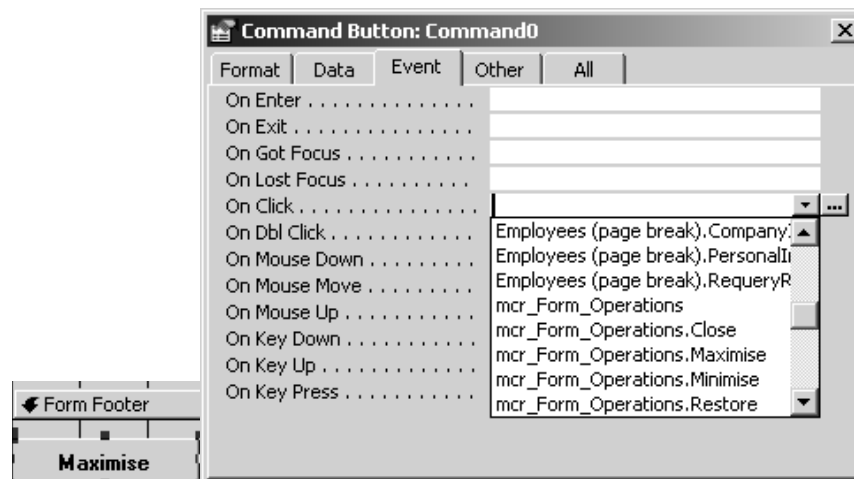 Command Button: Command0
Format Data Event Other All
On Enter . . . . . . . . . . . . . . .
On Exit . . . . . . . . . . . . . . . .
On Got Focus . . . . . . . . . . .
On Lost Focus . . . . . . . . . .
On Click . . . . . . . . . . . . . . . .
On Dbl Click . . . . . . . . . . . .
On Mouse Down . . . . . . . . .
On Mouse Move . . . . . . . . .
On Mouse Up . . . . . . . . . . .
On Key Down . . . . . . . . . . .
On Key Up . . . . . . . . . . . . .
On Key Press . . . . . . . . . . .
Employees (page break).Company
Employees (page break).PersonalI
Employees (page break).RequeryR
mcr_Form_Operations
mcr_Form_Operations.Close
mcr_Form_Operations.Maximise
mcr_Form_Operations.Minimise
mcr_Form_Operations.Restore
Form Footer
Maximise